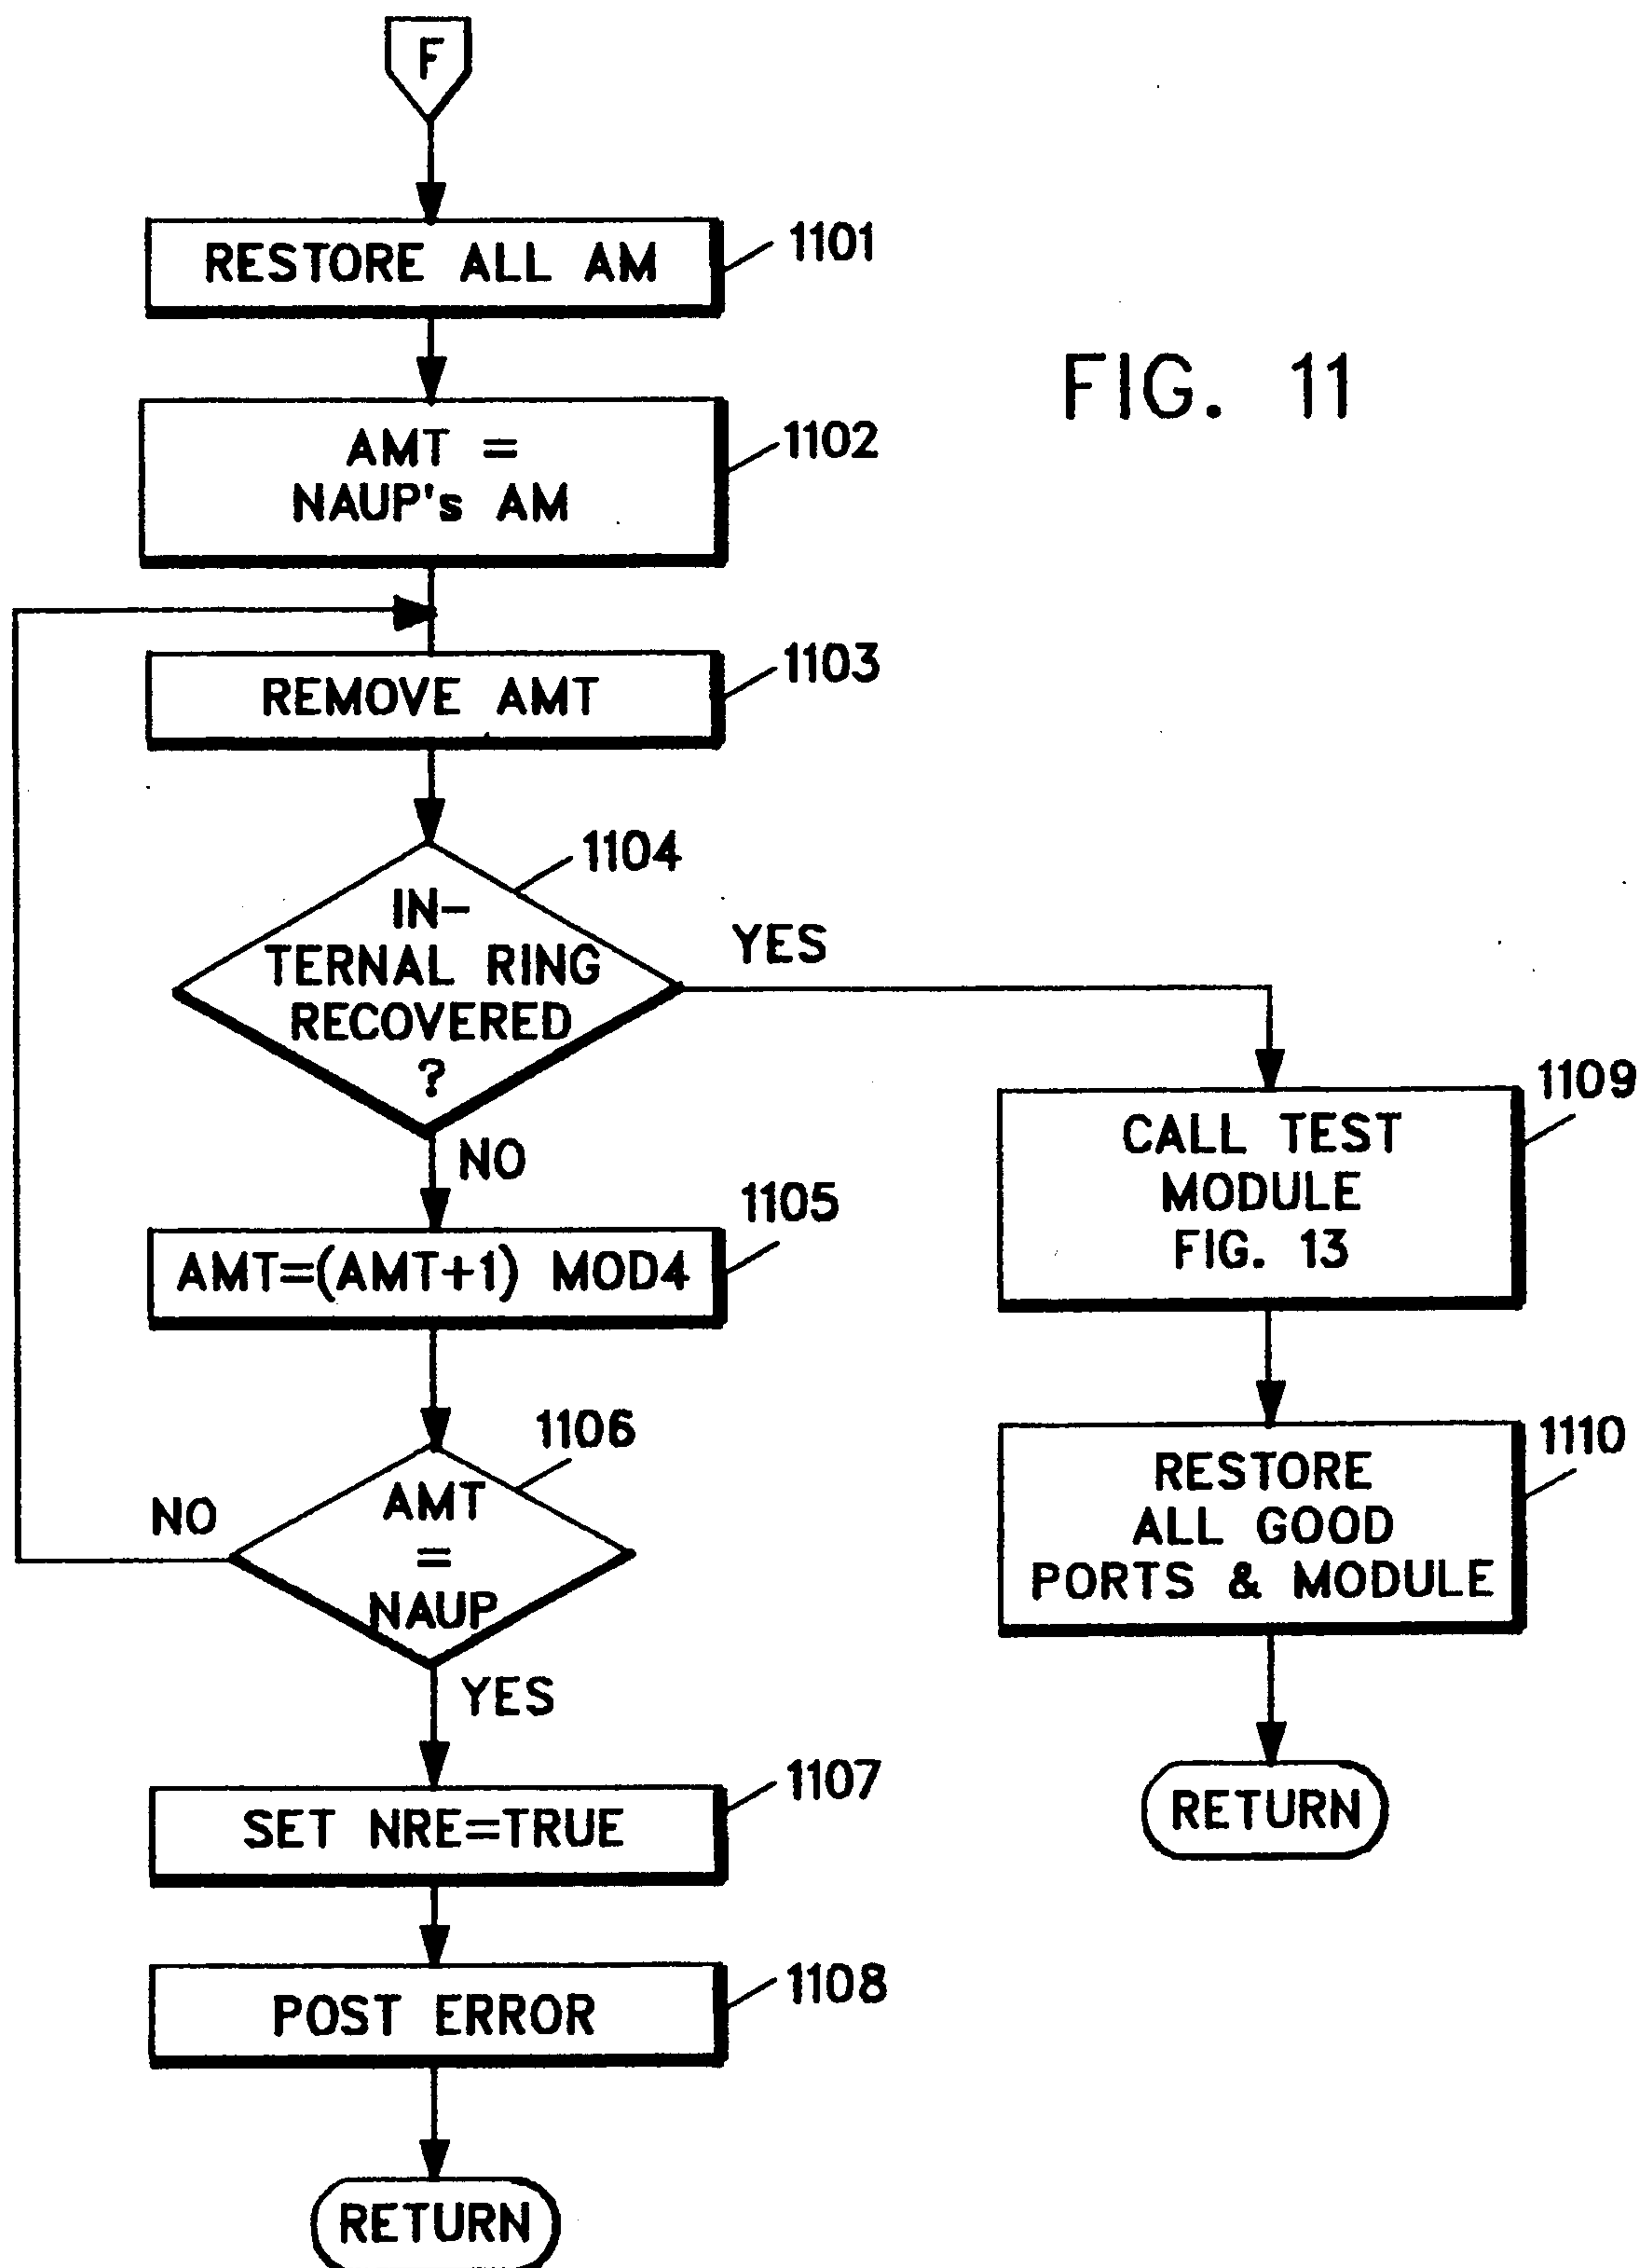 F
RESTORE ALL AM
1101
FIG. 11
AMT =
NAUP's AM
1102
REMOVE AMT
1103
IN-
TERNAL RING
RECOVERED
?
1104
YES
NO
AMT=(AMT+1) MOD4
1105
CALL TEST
MODULE
FIG. 13
1109
AMT
=
NAUP
1106
NO
YES
RESTORE
ALL GOOD
PORTS & MODULE
1110
SET NRE=TRUE
1107
RETURN
POST ERROR
1108
RETURN